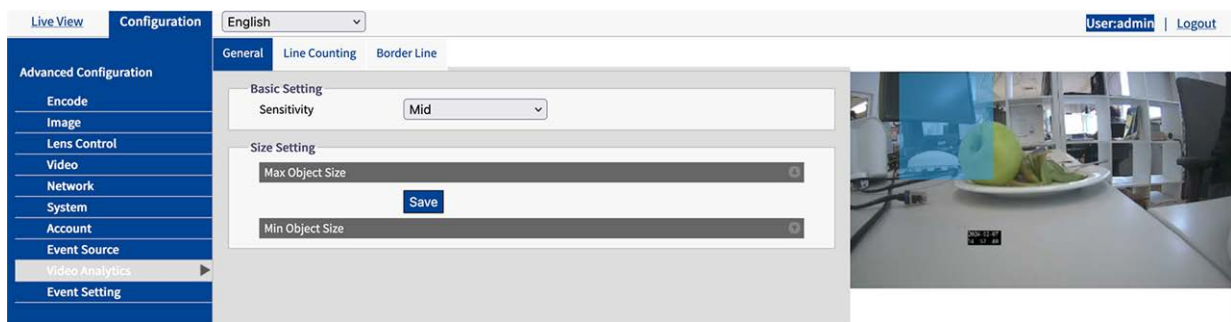 Live View
Configuration
English
User:admin | Logout
General
Line Counting
Border Line
Advanced Configuration
Encode
Image
Lens Control
Video
Network
System
Account
Event Source
Video Analytics
Event Setting
Basic Setting
Sensitivity
Mid
Size Setting
Max Object Size
Save
Min Object Size